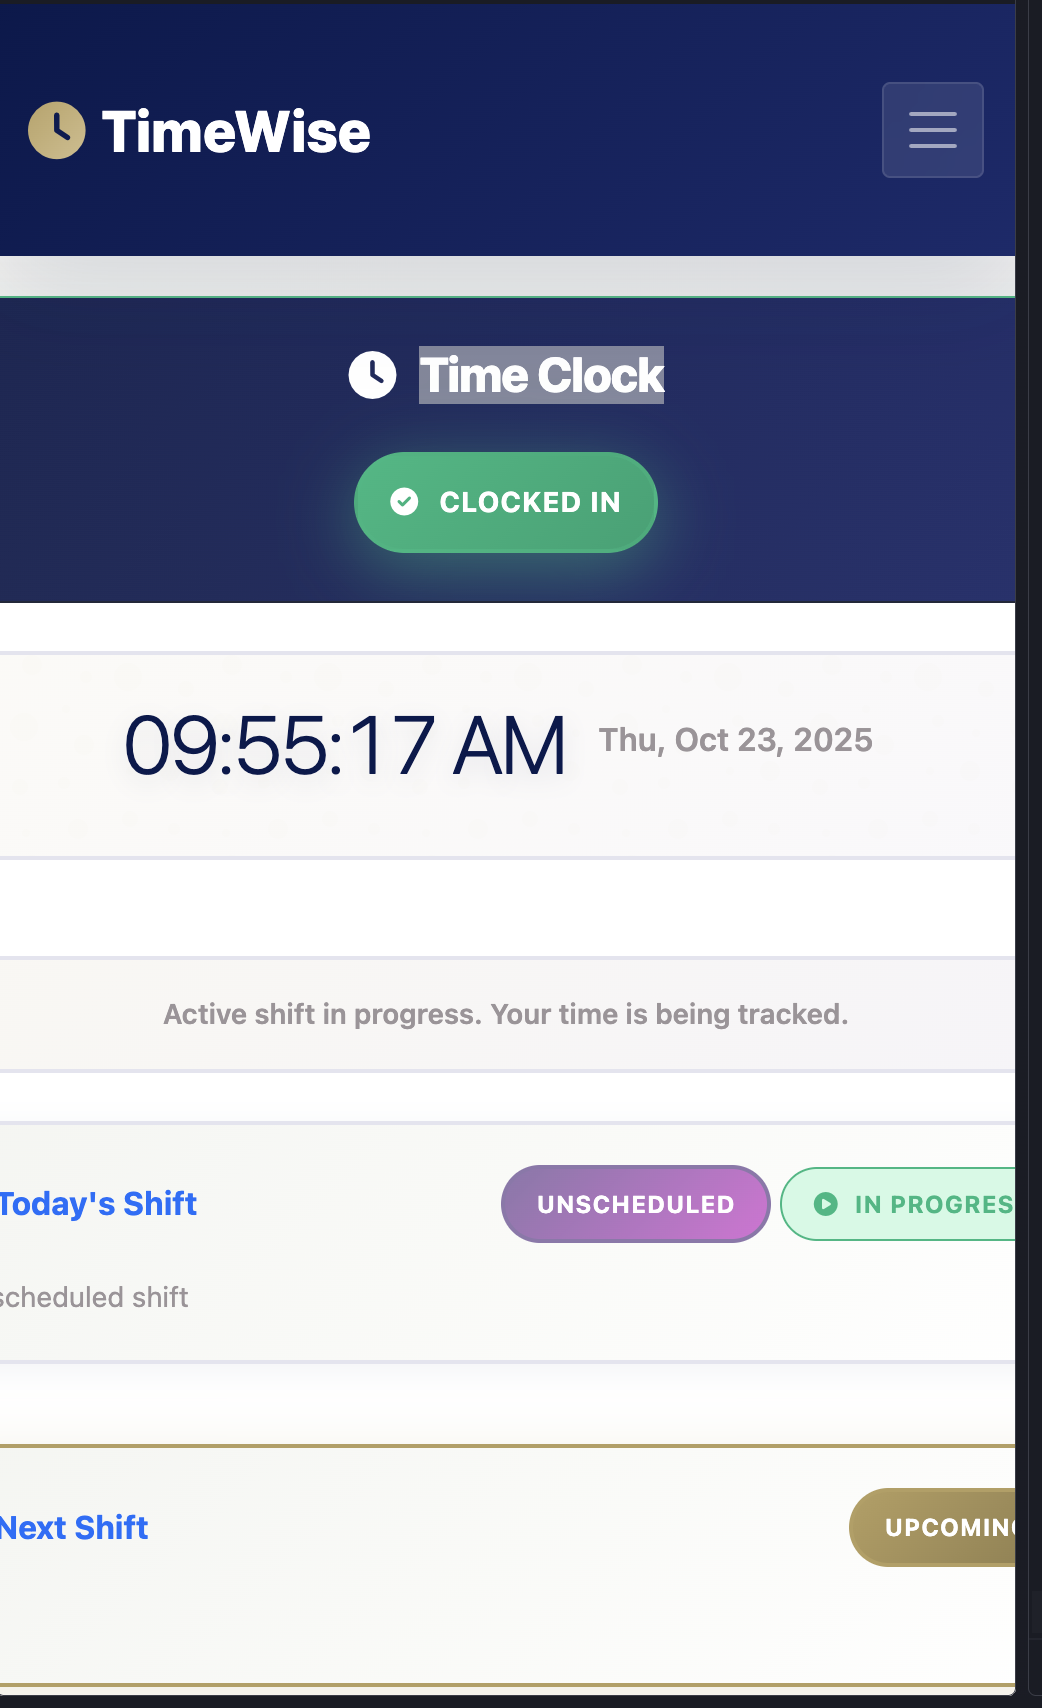 TimeWise
Time Clock
CLOCKED IN
09:55:17 AM Thu, Oct 23, 2025
Active shift in progress. Your time is being tracked.
Today's Shift UNSCHEDULED IN PROGRES
scheduled shift
Next Shift UPCOMING